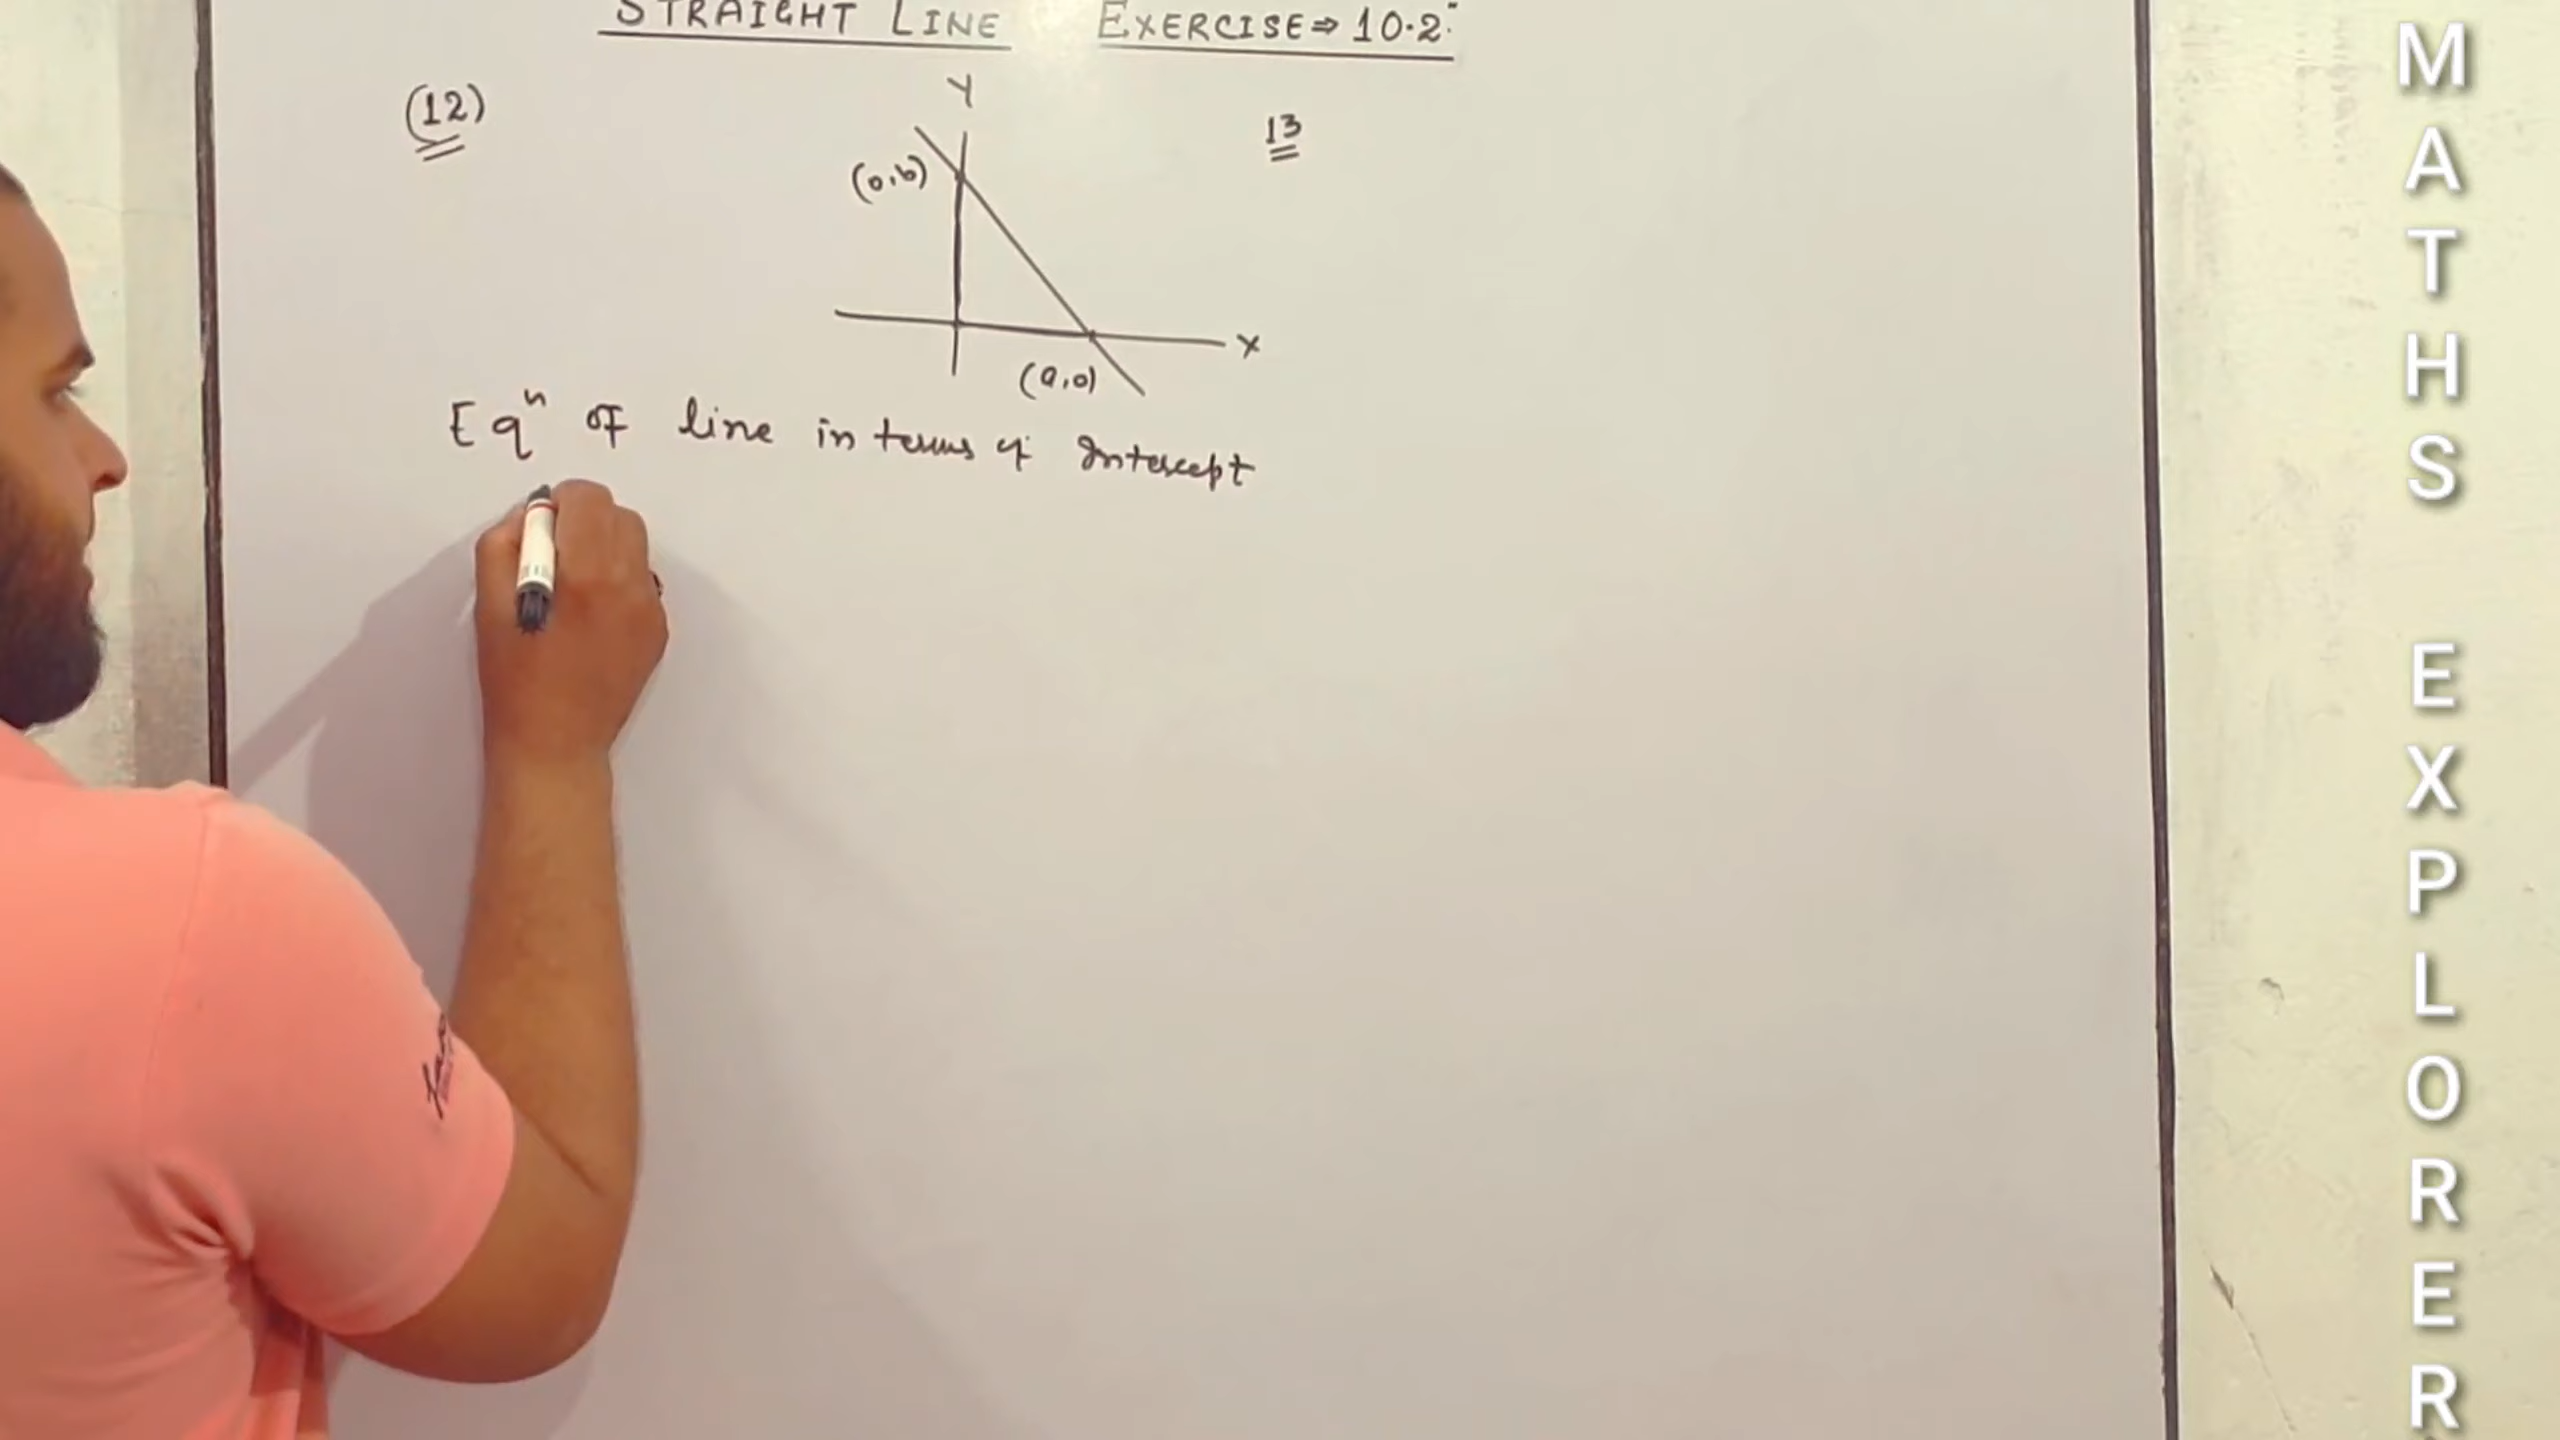 STRAIGHT LINE EXERCISE ⇒ 10.2:
(12)
13
Y
(0,b)
X
(a,0)
Eqⁿ of line in terms of Intercept
MATHS EXPLORER